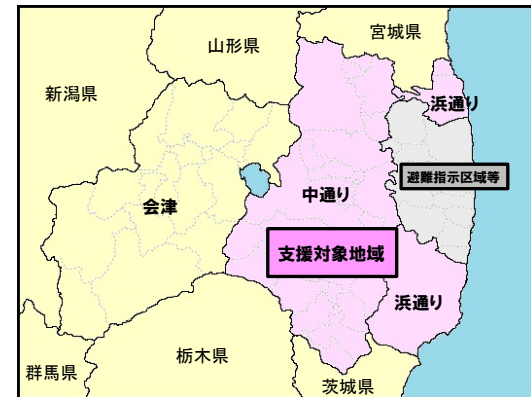 宮城県
山形県
新潟県
浜通り
避難指示区域等
中通り
会津
支援対象地域
浜通り
栃木県
群馬県
茨城県